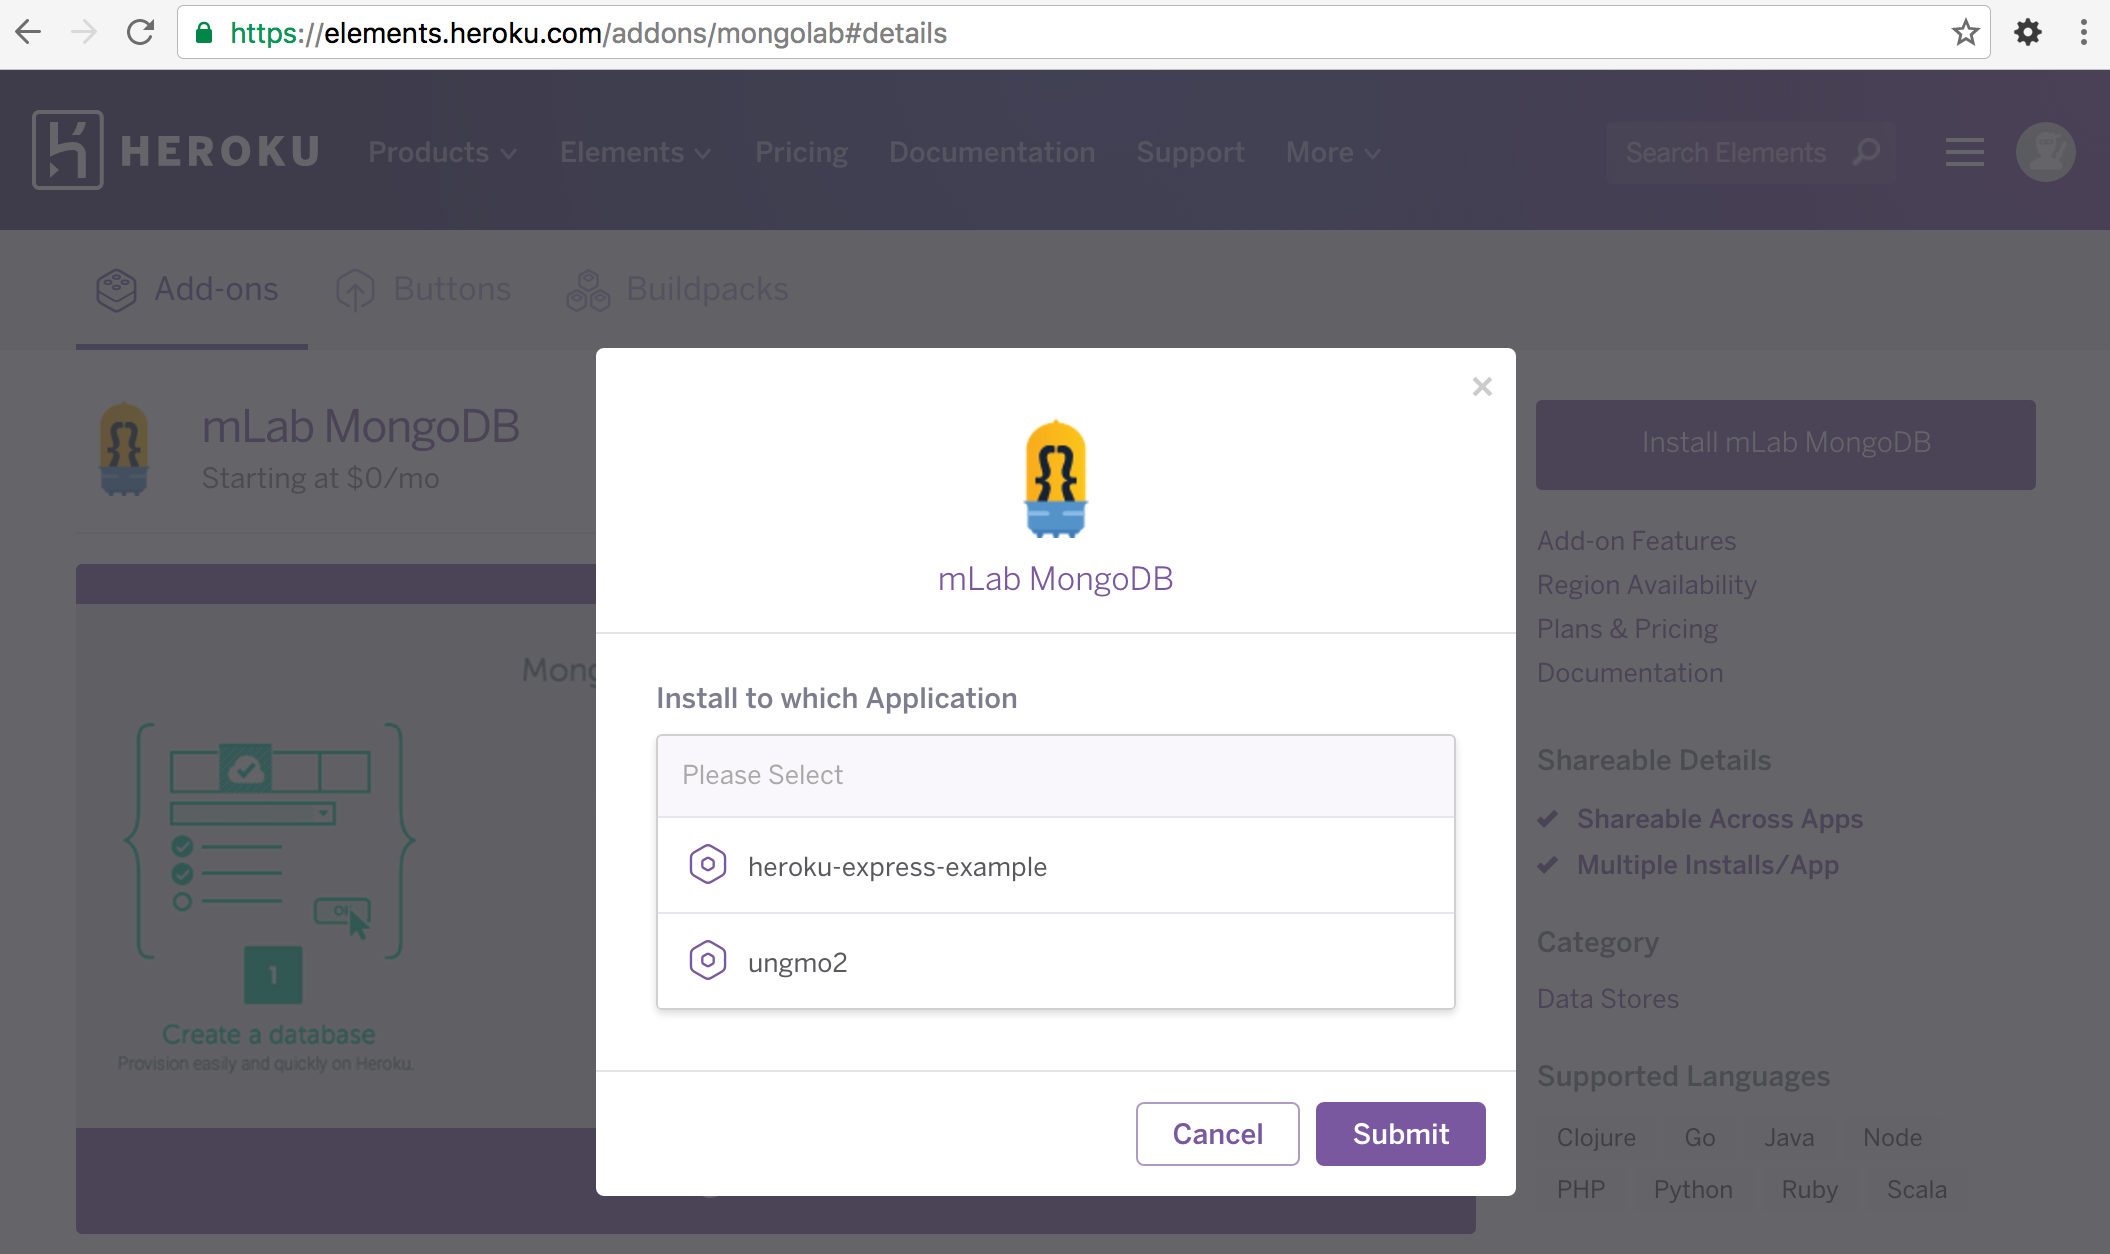 https://elements.heroku.com/addons/mongolab#details
HEROKU
Products
Elements
Pricing
Documentation
Support
More
Search Elements
Add-ons
Buttons
Buildpacks
mLab MongoDB
Starting at $0/mo
Install mLab MongoDB
mLab MongoDB
Install to which Application
Please Select
heroku-express-example
ungmo2
Cancel
Submit
OK
1
Create a database
Provision easily and quickly on Heroku.
Add-on Features
Region Availability
Plans & Pricing
Documentation
Shareable Details
Shareable Across Apps
Multiple Installs/App
Category
Data Stores
Supported Languages
Clojure Go Java Node
PHP Python Ruby Scala